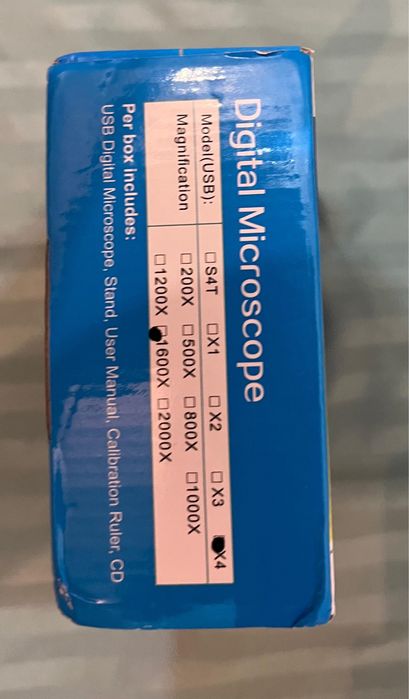 Digital Microscope
Model(USB): □S4T □X1 □X2 □X3 ■X4
Magnification □200X □500X □800X □1000X
□1200X ■1600X □2000X
Per box includes:
USB Digital Microscope, Stand, User Manual, Calibration Ruler, CD